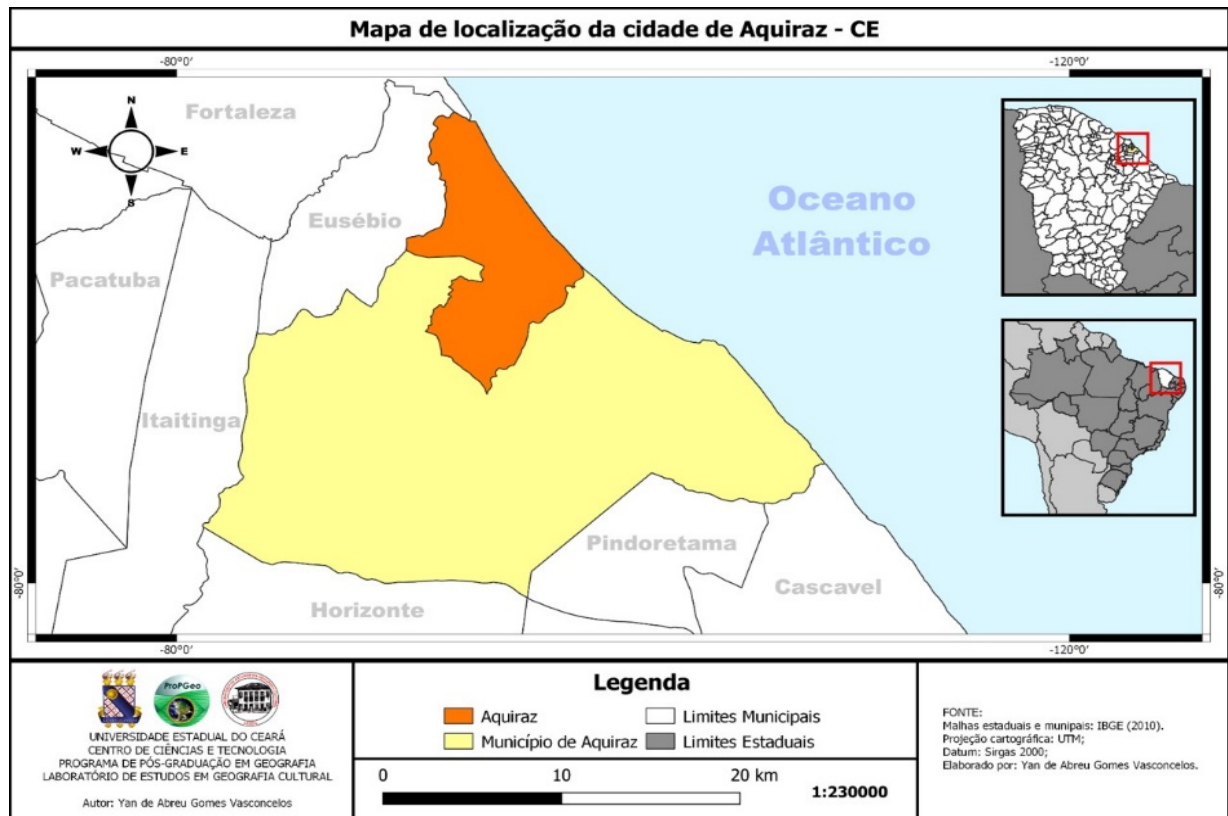 Mapa de localização da cidade de Aquiraz - CE
-80°0'
-120°0'
N
W
E
S
Fortaleza
Eusébio
Oceano
Atlântico
Pacatuba
Itaitinga
Pindoretama
Cascavel
Horizonte
-80°0'
-80°0'
-80°0'
-120°0'
ProPGeo
UNIVERSIDADE ESTADUAL DO CEARÁ
CENTRO DE CIÊNCIAS E TECNOLOGIA
PROGRAMA DE PÓS-GRADUAÇÃO EM GEOGRAFIA
LABORATÓRIO DE ESTUDOS EM GEOGRAFIA CULTURAL
Autor: Yan de Abreu Gomes Vasconcelos
Legenda
Aquiraz
Limites Municipais
Município de Aquiraz
Limites Estaduais
0
10
20 km
1:230000
FONTE:
Malhas estaduais e munipais: IBGE (2010).
Projeção cartográfica: UTM;
Datum: Sirgas 2000;
Elaborado por: Yan de Abreu Gomes Vasconcelos.